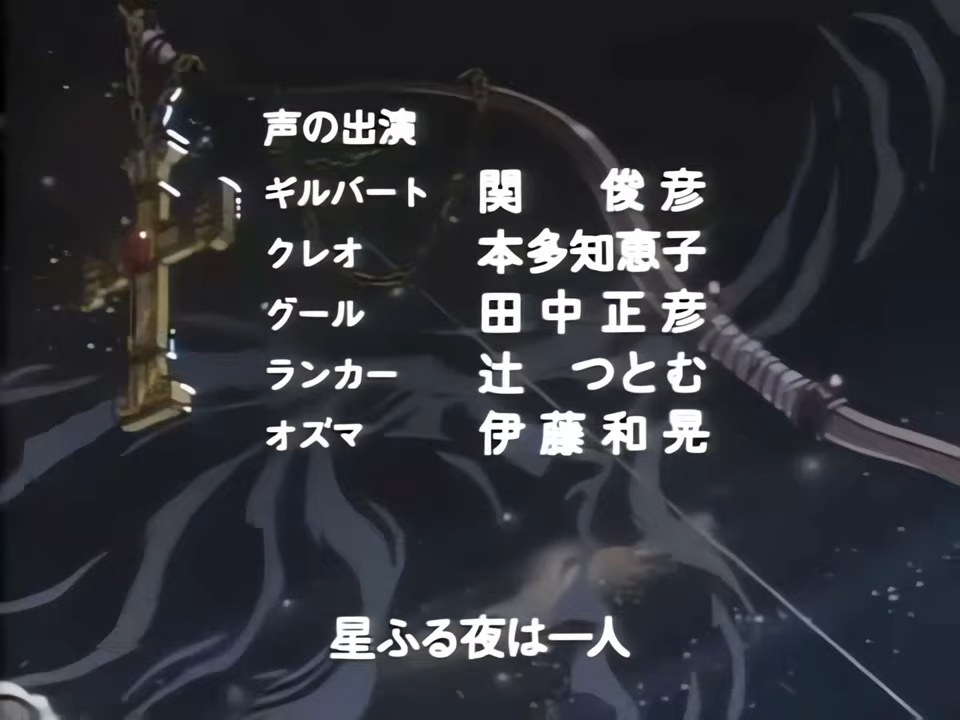 声の出演
ギルバート 関 俊彦
クレオ 本多知恵子
グール 田中正彦
ランカー 辻 つとむ
オズマ 伊藤和晃
星ふる夜は一人